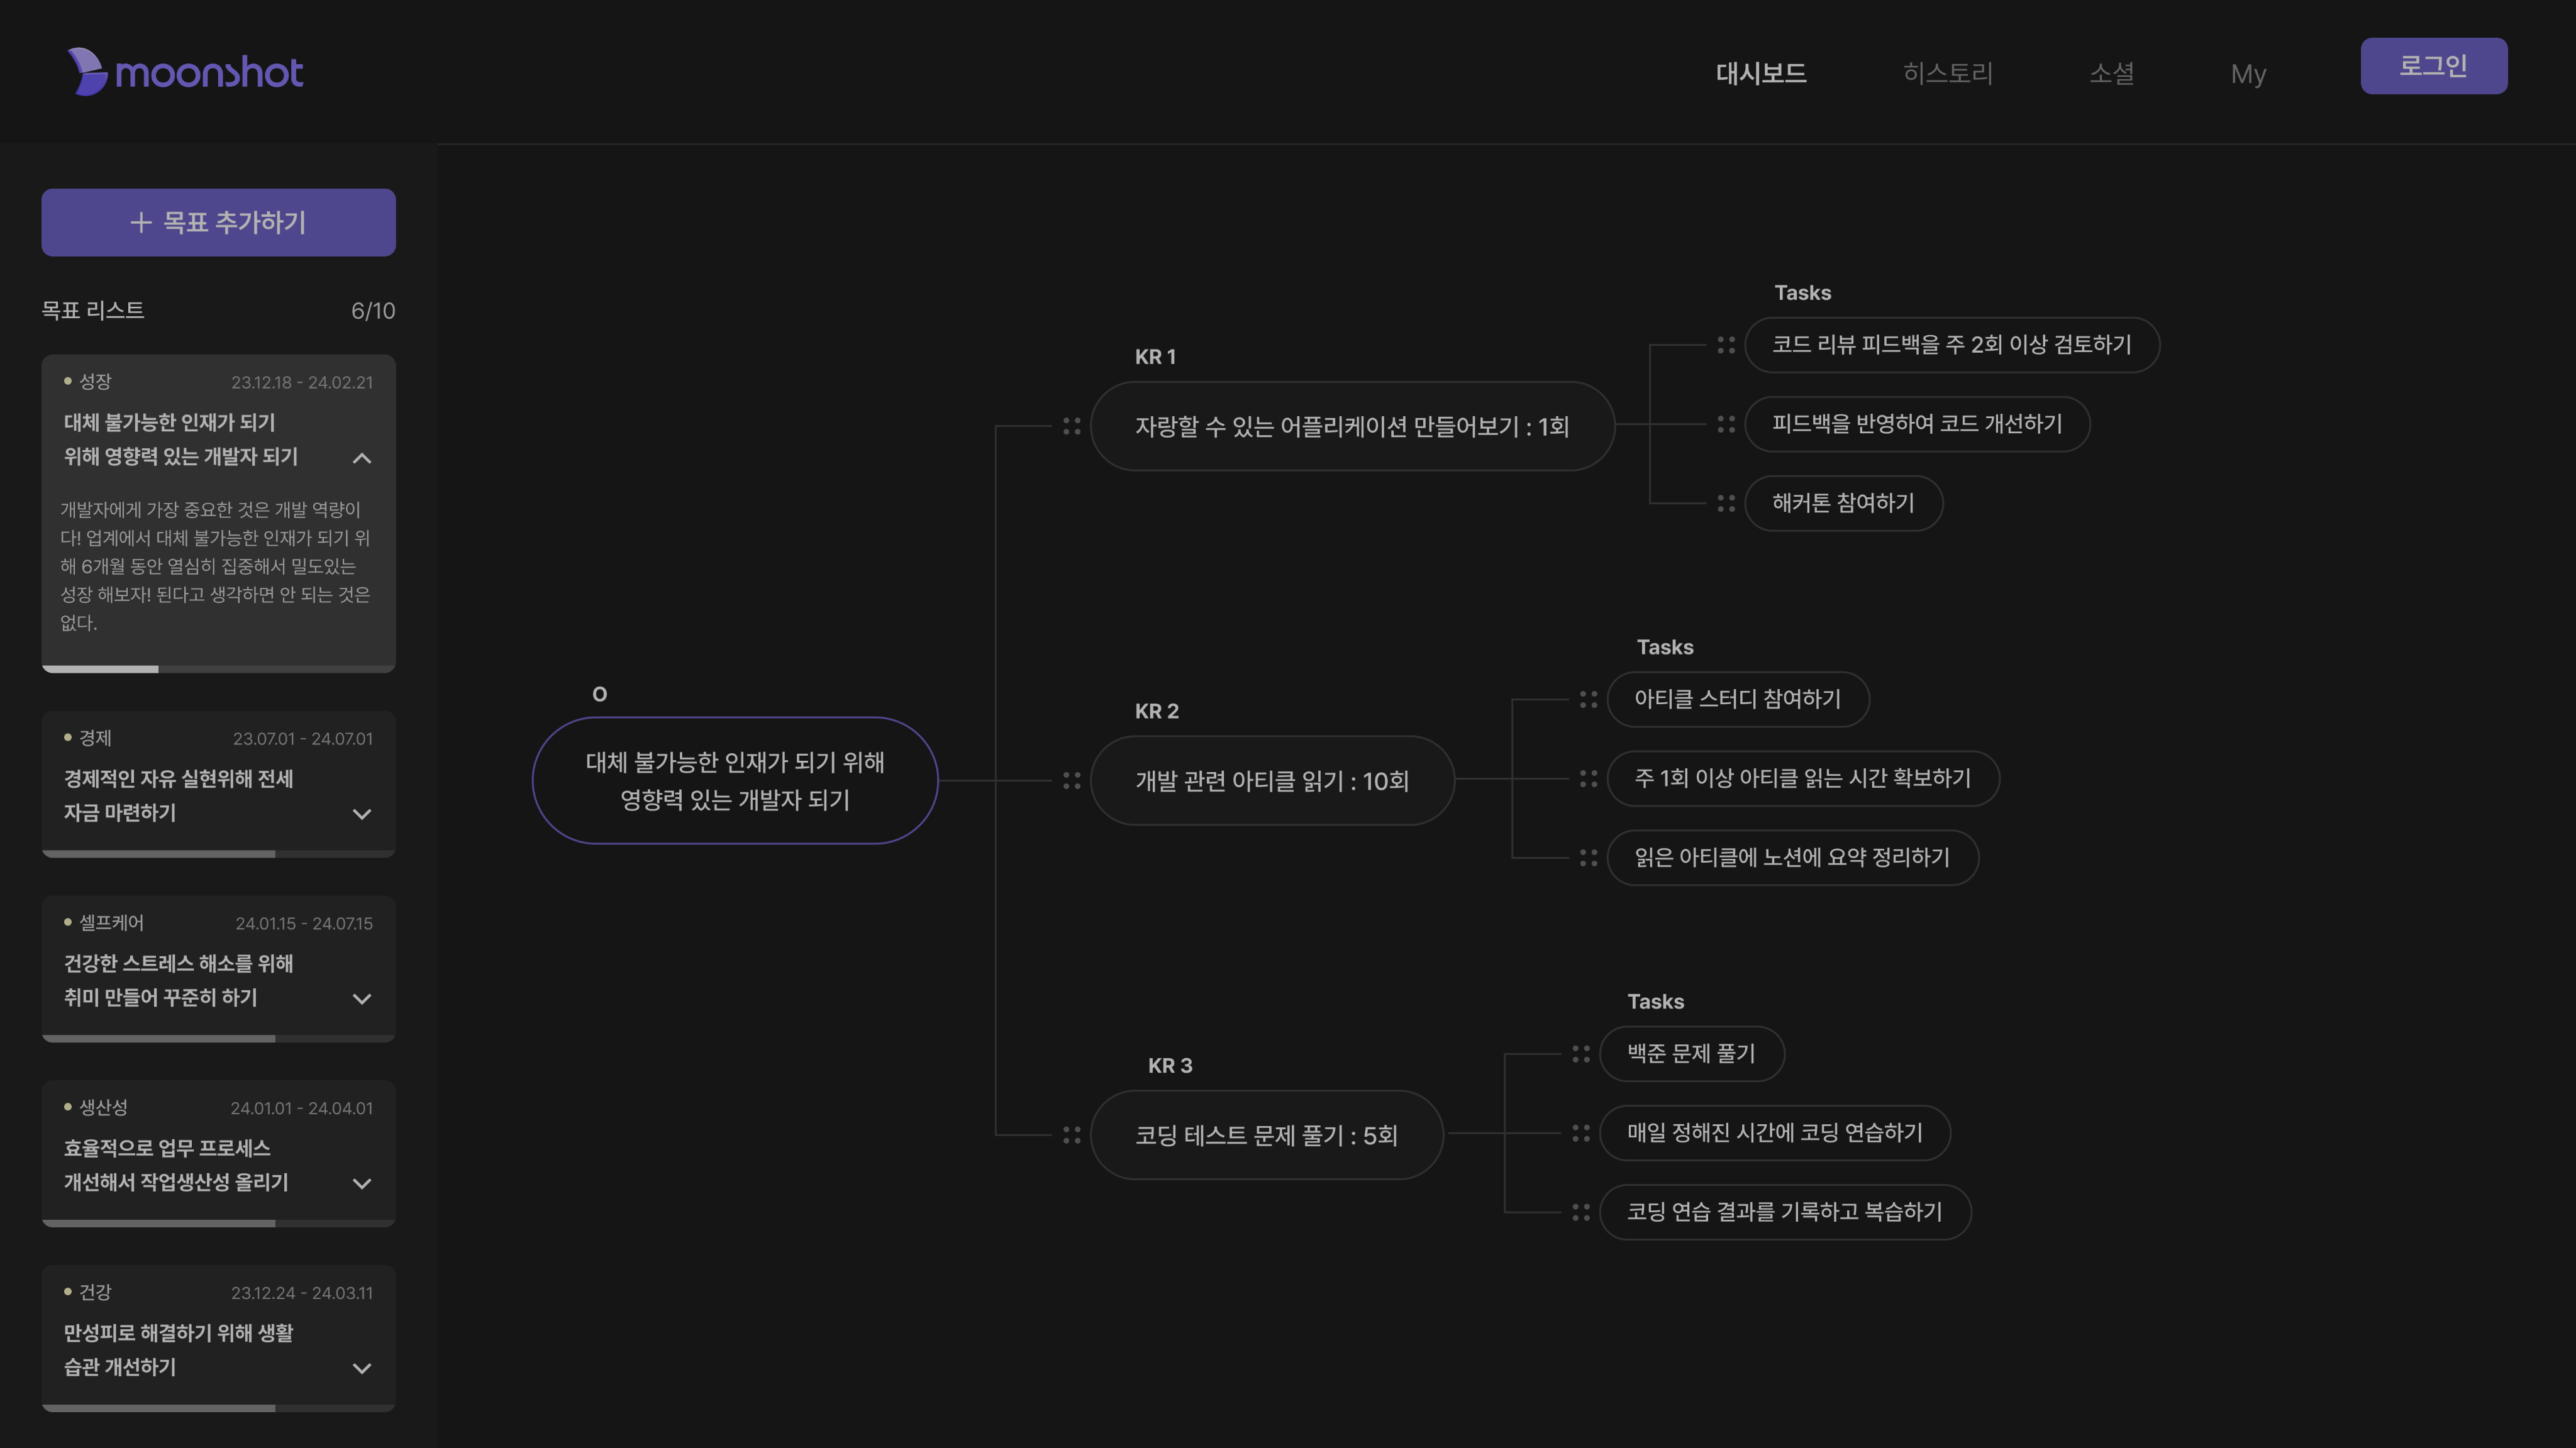 moonshot
대시보드
히스토리
소셜
My
로그인
+ 목표 추가하기
목표 리스트
6/10
성장
23.12.18 - 24.02.21
대체 불가능한 인재가 되기
위해 영향력 있는 개발자 되기
개발자에게 가장 중요한 것은 개발 역량이
다! 업계에서 대체 불가능한 인재가 되기 위
해 6개월 동안 열심히 집중해서 밀도있는
성장 해보자! 된다고 생각하면 안 되는 것은
없다.
경제
23.07.01 - 24.07.01
경제적인 자유 실현위해 전세
자금 마련하기
셀프케어
24.01.15 - 24.07.15
건강한 스트레스 해소를 위해
취미 만들어 꾸준히 하기
생산성
24.01.01 - 24.04.01
효율적으로 업무 프로세스
개선해서 작업생산성 올리기
건강
23.12.24 - 24.03.11
만성피로 해결하기 위해 생활
습관 개선하기
O
대체 불가능한 인재가 되기 위해
영향력 있는 개발자 되기
KR 1
자랑할 수 있는 어플리케이션 만들어보기 : 1회
Tasks
코드 리뷰 피드백을 주 2회 이상 검토하기
피드백을 반영하여 코드 개선하기
해커톤 참여하기
KR 2
개발 관련 아티클 읽기 : 10회
Tasks
아티클 스터디 참여하기
주 1회 이상 아티클 읽는 시간 확보하기
읽은 아티클에 노션에 요약 정리하기
KR 3
코딩 테스트 문제 풀기 : 5회
Tasks
백준 문제 풀기
매일 정해진 시간에 코딩 연습하기
코딩 연습 결과를 기록하고 복습하기